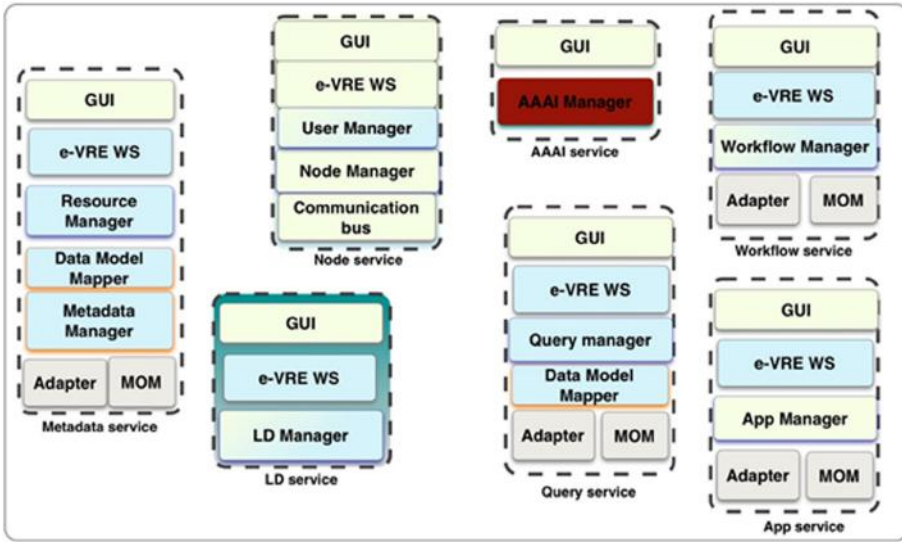 GUI
e-VRE WS
Resource
Manager
Data Model
Mapper
Metadata
Manager
Adapter
MOM
Metadata service
GUI
e-VRE WS
User Manager
Node Manager
Communication
bus
Node service
GUI
e-VRE WS
LD Manager
LD service
GUI
AAAI Manager
AAAI service
GUI
e-VRE WS
Query manager
Data Model
Mapper
Adapter
MOM
Query service
GUI
e-VRE WS
Workflow Manager
Adapter
MOM
Workflow service
GUI
e-VRE WS
App Manager
Adapter
MOM
App service